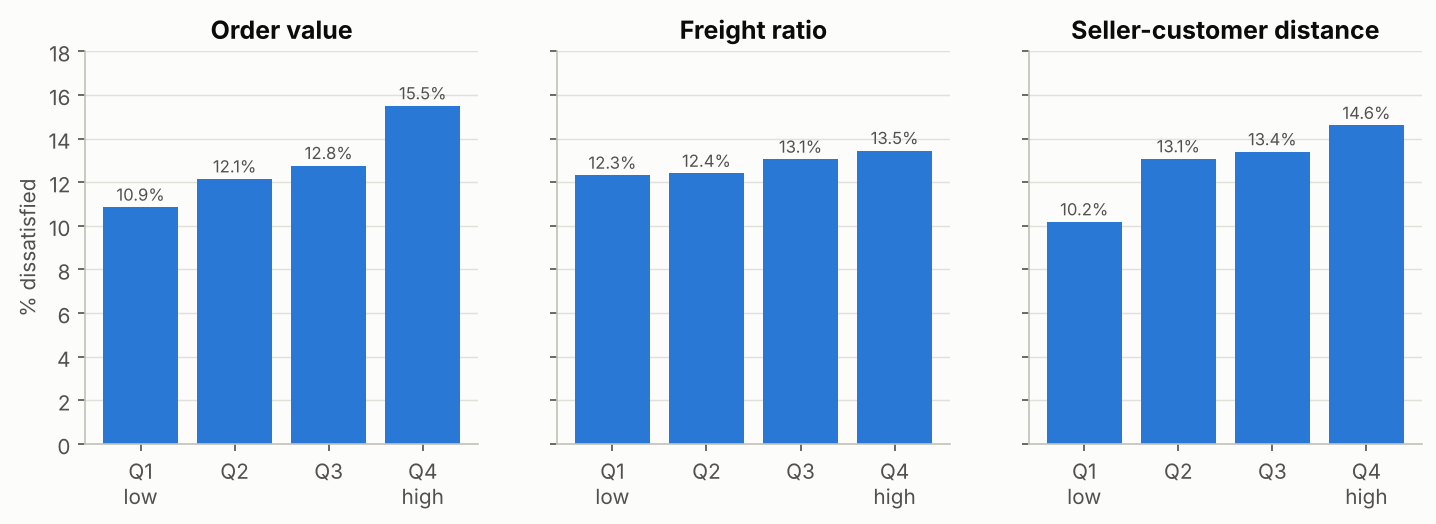 Order value
Freight ratio
Seller-customer distance
% dissatisfied
18
16
14
12
10
8
6
4
2
0
10.9%
12.1%
12.8%
15.5%
12.3%
12.4%
13.1%
13.5%
10.2%
13.1%
13.4%
14.6%
Q1
low
Q2
Q3
Q4
high
Q1
low
Q2
Q3
Q4
high
Q1
low
Q2
Q3
Q4
high